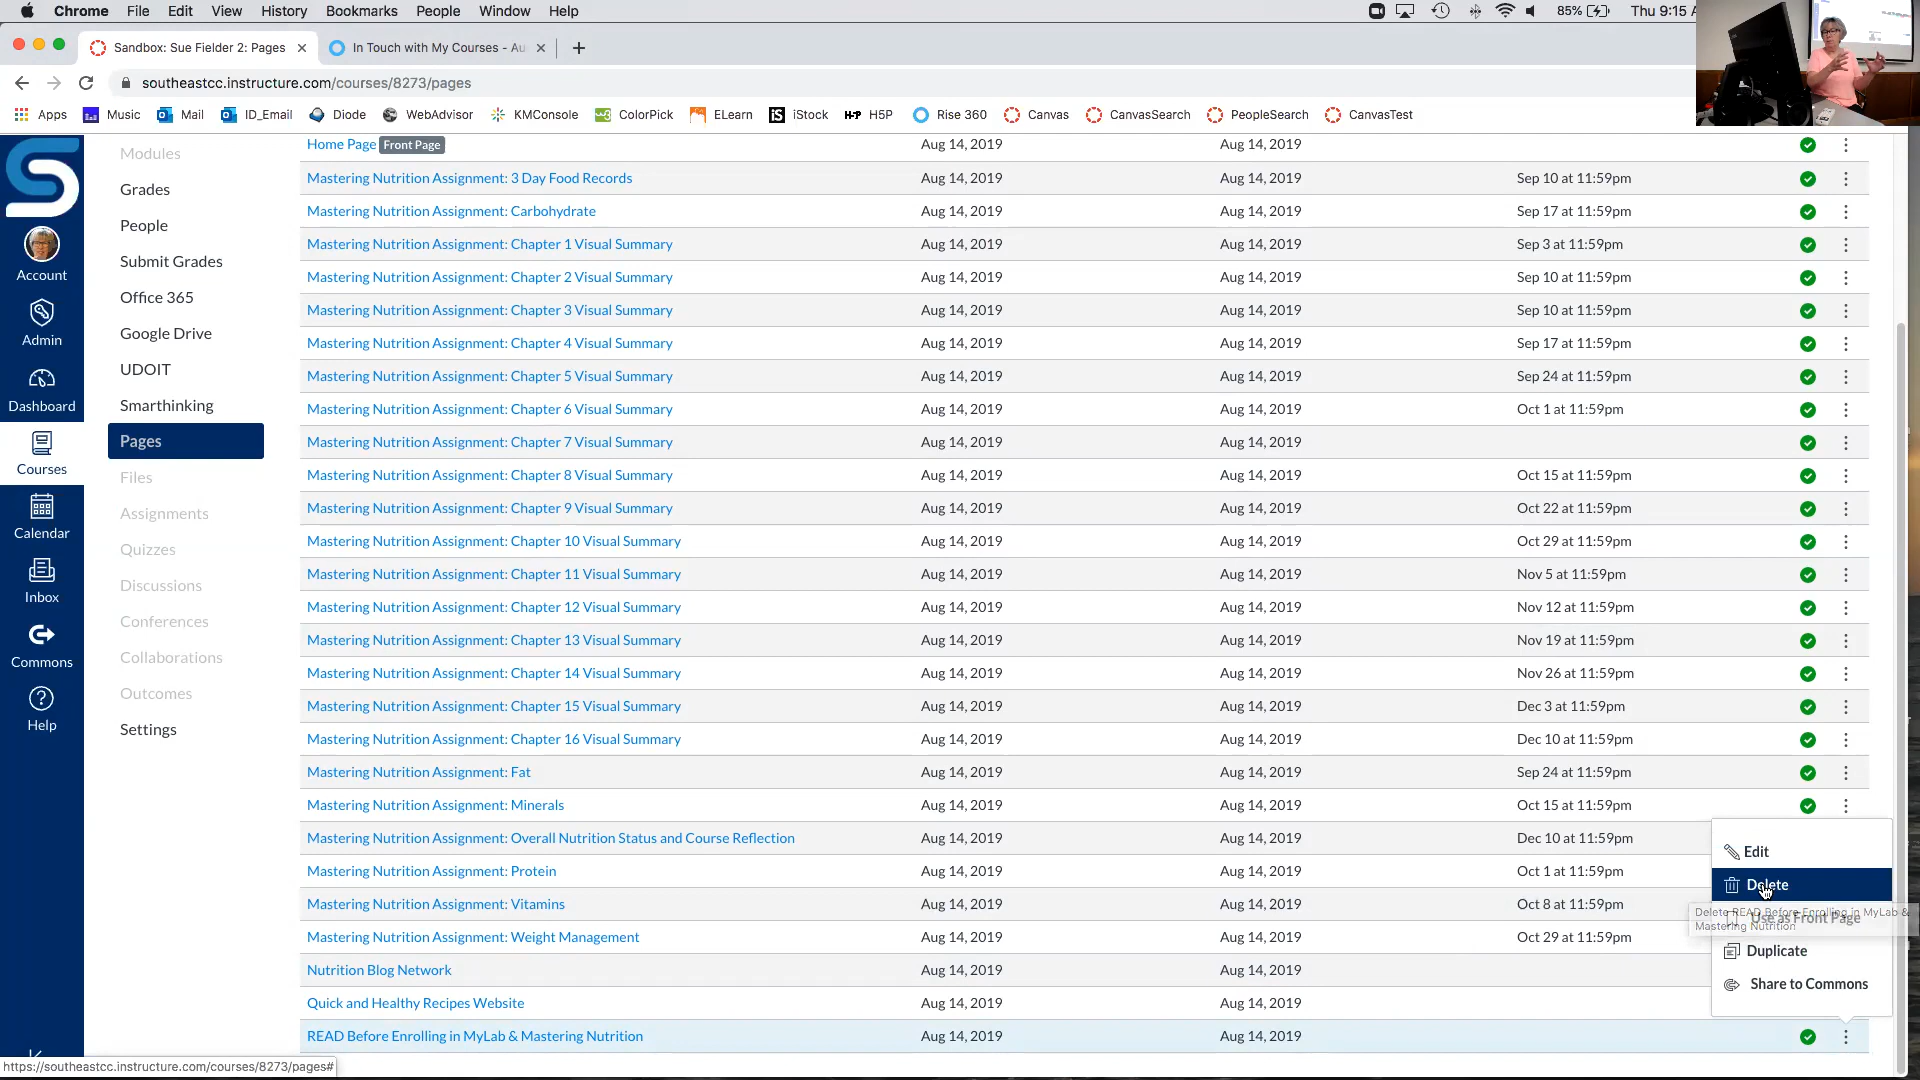 Chrome File Edit View History Bookmarks People Window Help 85% Thu 9:15
Sandbox: Sue Fielder 2: Pages In Touch with My Courses - Au
southeastcc.instructure.com/courses/8273/pages
Apps Music Mail ID_Email Diode WebAdvisor KMConsole ColorPick ELearn iStock H5P Rise 360 Canvas CanvasSearch PeopleSearch CanvasTest
Account
Admin
Dashboard
Courses
Calendar
Inbox
Commons
Help
Modules
Grades
People
Submit Grades
Office 365
Google Drive
UDOIT
Smarthinking
Pages
Files
Assignments
Quizzes
Discussions
Conferences
Collaborations
Outcomes
Settings
Home Page Front Page Aug 14, 2019 Aug 14, 2019
Mastering Nutrition Assignment: 3 Day Food Records Aug 14, 2019 Aug 14, 2019 Sep 10 at 11:59pm
Mastering Nutrition Assignment: Carbohydrate Aug 14, 2019 Aug 14, 2019 Sep 17 at 11:59pm
Mastering Nutrition Assignment: Chapter 1 Visual Summary Aug 14, 2019 Aug 14, 2019 Sep 3 at 11:59pm
Mastering Nutrition Assignment: Chapter 2 Visual Summary Aug 14, 2019 Aug 14, 2019 Sep 10 at 11:59pm
Mastering Nutrition Assignment: Chapter 3 Visual Summary Aug 14, 2019 Aug 14, 2019 Sep 10 at 11:59pm
Mastering Nutrition Assignment: Chapter 4 Visual Summary Aug 14, 2019 Aug 14, 2019 Sep 17 at 11:59pm
Mastering Nutrition Assignment: Chapter 5 Visual Summary Aug 14, 2019 Aug 14, 2019 Sep 24 at 11:59pm
Mastering Nutrition Assignment: Chapter 6 Visual Summary Aug 14, 2019 Aug 14, 2019 Oct 1 at 11:59pm
Mastering Nutrition Assignment: Chapter 7 Visual Summary Aug 14, 2019 Aug 14, 2019
Mastering Nutrition Assignment: Chapter 8 Visual Summary Aug 14, 2019 Aug 14, 2019 Oct 15 at 11:59pm
Mastering Nutrition Assignment: Chapter 9 Visual Summary Aug 14, 2019 Aug 14, 2019 Oct 22 at 11:59pm
Mastering Nutrition Assignment: Chapter 10 Visual Summary Aug 14, 2019 Aug 14, 2019 Oct 29 at 11:59pm
Mastering Nutrition Assignment: Chapter 11 Visual Summary Aug 14, 2019 Aug 14, 2019 Nov 5 at 11:59pm
Mastering Nutrition Assignment: Chapter 12 Visual Summary Aug 14, 2019 Aug 14, 2019 Nov 12 at 11:59pm
Mastering Nutrition Assignment: Chapter 13 Visual Summary Aug 14, 2019 Aug 14, 2019 Nov 19 at 11:59pm
Mastering Nutrition Assignment: Chapter 14 Visual Summary Aug 14, 2019 Aug 14, 2019 Nov 26 at 11:59pm
Mastering Nutrition Assignment: Chapter 15 Visual Summary Aug 14, 2019 Aug 14, 2019 Dec 3 at 11:59pm
Mastering Nutrition Assignment: Chapter 16 Visual Summary Aug 14, 2019 Aug 14, 2019 Dec 10 at 11:59pm
Mastering Nutrition Assignment: Fat Aug 14, 2019 Aug 14, 2019 Sep 24 at 11:59pm
Mastering Nutrition Assignment: Minerals Aug 14, 2019 Aug 14, 2019 Oct 15 at 11:59pm
Mastering Nutrition Assignment: Overall Nutrition Status and Course Reflection Aug 14, 2019 Aug 14, 2019 Dec 10 at 11:59pm
Mastering Nutrition Assignment: Protein Aug 14, 2019 Aug 14, 2019 Oct 1 at 11:59pm
Mastering Nutrition Assignment: Vitamins Aug 14, 2019 Aug 14, 2019 Oct 8 at 11:59pm
Mastering Nutrition Assignment: Weight Management Aug 14, 2019 Aug 14, 2019 Oct 29 at 11:59pm
Nutrition Blog Network Aug 14, 2019 Aug 14, 2019
Quick and Healthy Recipes Website Aug 14, 2019 Aug 14, 2019
READ Before Enrolling in MyLab & Mastering Nutrition Aug 14, 2019 Aug 14, 2019
Edit
Delete
Use as Front Page
Delete READ Before Enrolling in MyLab &
Mastering Nutrition
Duplicate
Share to Commons
https://southeastcc.instructure.com/courses/8273/pages#